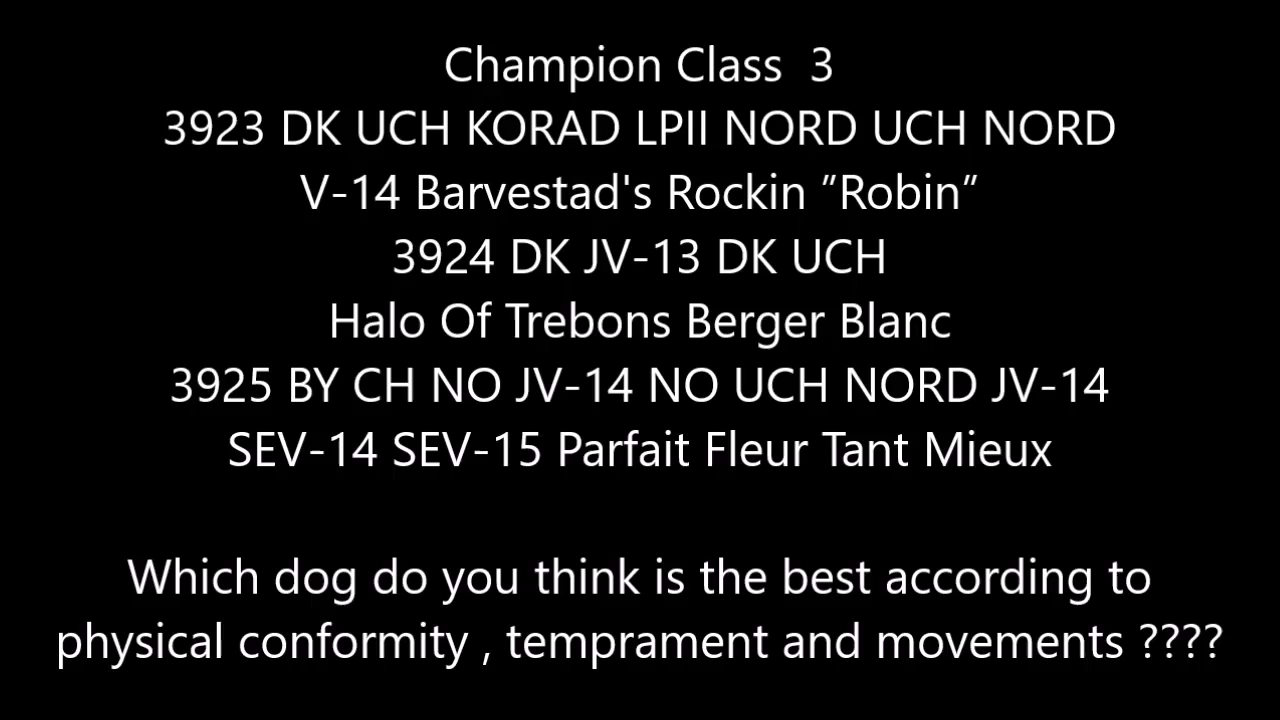 Champion Class  3
3923 DK UCH KORAD LPII NORD UCH NORD
V-14 Barvestad's Rockin ”Robin”
3924 DK JV-13 DK UCH
Halo Of Trebons Berger Blanc
3925 BY CH NO JV-14 NO UCH NORD JV-14
SEV-14 SEV-15 Parfait Fleur Tant Mieux
Which dog do you think is the best according to
physical conformity , temprament and movements ????